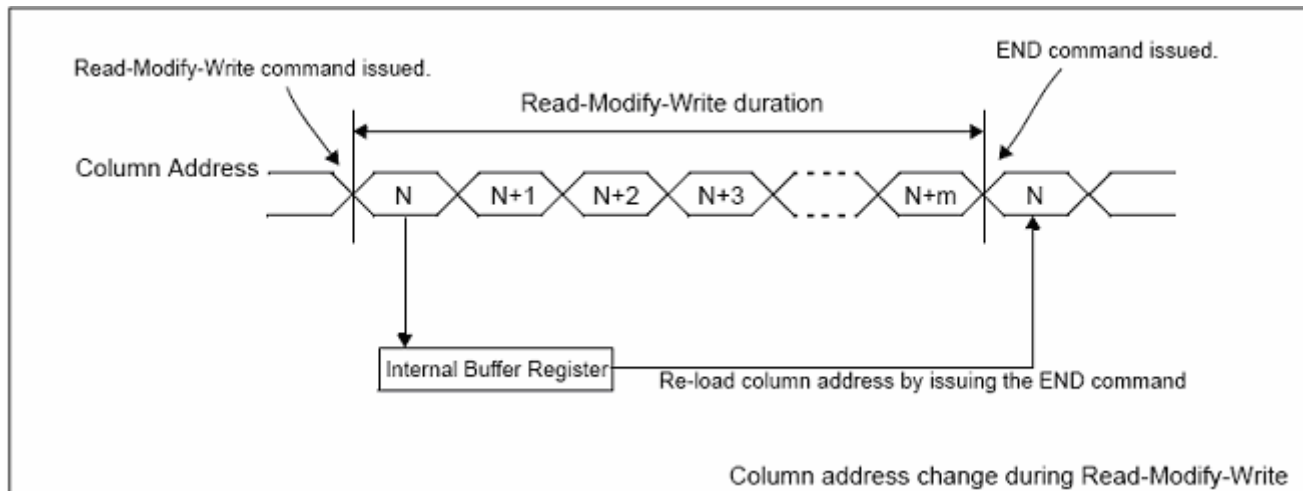 END command issued.
Read-Modify-Write command issued.
Read-Modify-Write duration
Column Address
N N+1 N+2 N+3 N+m N
Internal Buffer Register
Re-load column address by issuing the END command
Column address change during Read-Modify-Write